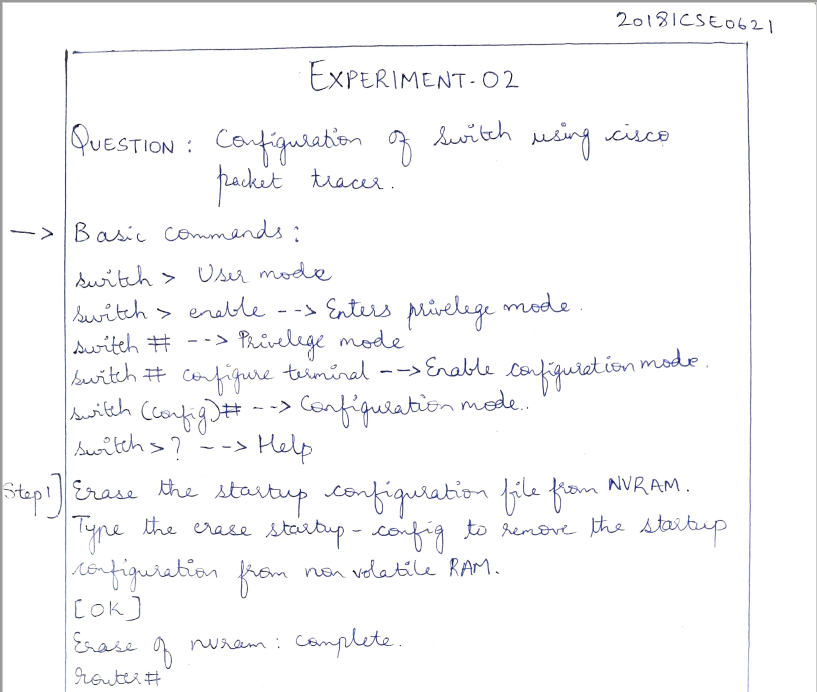 20181CSE0621
EXPERIMENT-02
QUESTION : Configuration of switch using cisco
packet tracer.
--> Basic commands:
switch > User mode
switch > enable --> Enters privelege mode.
switch # --> Privelege mode
switch # configure terminal --> Enable configuration mode.
switch (config)# --> Configuration mode..
switch >? --> Help
Step1] Erase the startup configuration file from NVRAM.
Type the erase startup-config to remove the startup
configuration from non volatile RAM.
[OK]
Erase of nvram: complete.
router#